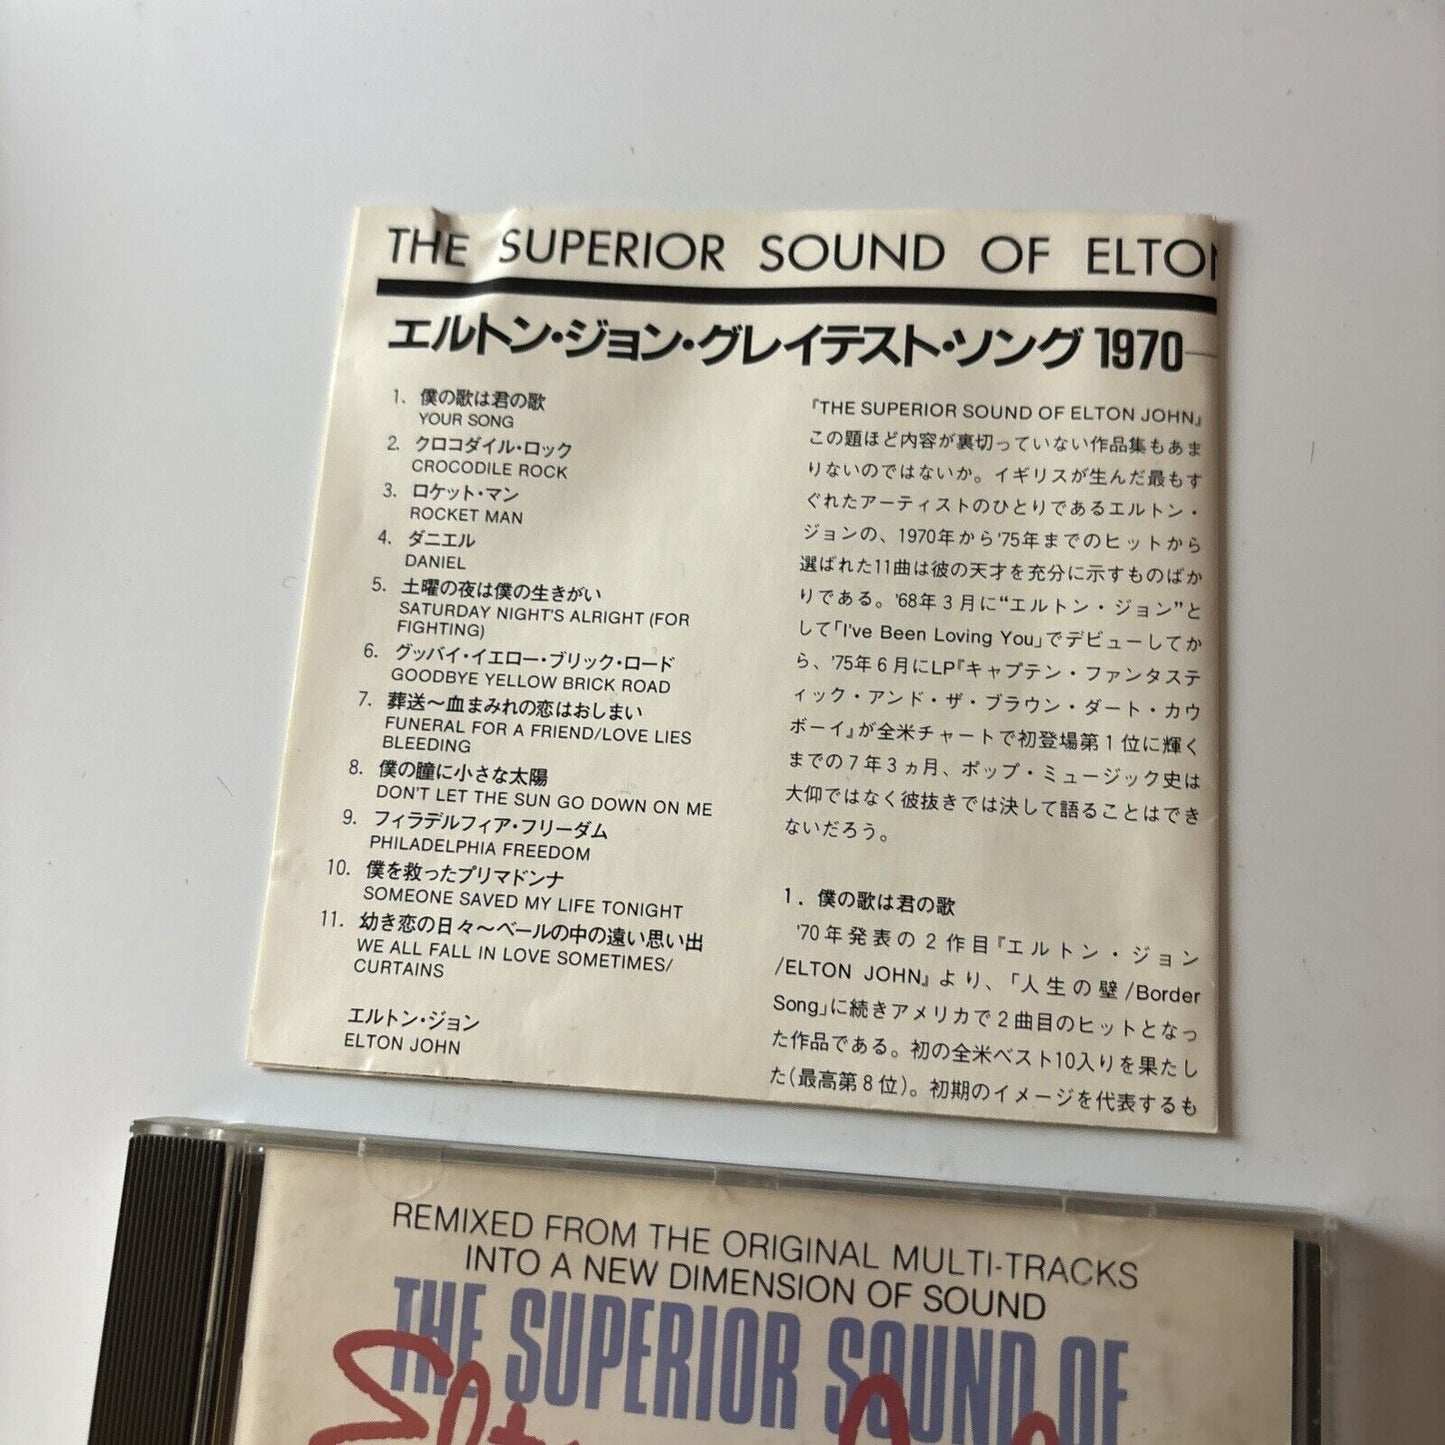 THE SUPERIOR SOUND OF ELTON
エルトン・ジョン・グレイテスト・ソング 1970—
1. 僕の歌は君の歌
YOUR SONG
2. クロコダイル・ロック
CROCODILE ROCK
3. ロケット・マン
ROCKET MAN
4. ダニエル
DANIEL
5. 土曜の夜は僕の生きがい
SATURDAY NIGHT'S ALRIGHT (FOR
FIGHTING)
6. グッバイ・イエロー・ブリック・ロード
GOODBYE YELLOW BRICK ROAD
7. 葬送〜血まみれの恋はおしまい
FUNERAL FOR A FRIEND/LOVE LIES
BLEEDING
8. 僕の瞳に小さな太陽
DON'T LET THE SUN GO DOWN ON ME
9. フィラデルフィア・フリーダム
PHILADELPHIA FREEDOM
10. 僕を救ったプリマドンナ
SOMEONE SAVED MY LIFE TONIGHT
11. 幼き恋の日々〜ベールの中の遠い思い出
WE ALL FALL IN LOVE SOMETIMES/
CURTAINS
エルトン・ジョン
ELTON JOHN
『THE SUPERIOR SOUND OF ELTON JOHN』
この題ほど内容が裏切っていない作品集もあま
りないのではないか。イギリスが生んだ最もす
ぐれたアーティストのひとりであるエルトン・
ジョンの、1970年から'75年までのヒットから
選ばれた11曲は彼の天才を充分に示すものばか
りである。'68年3月に“エルトン・ジョン”と
して「I've Been Loving You」でデビューしてか
ら、'75年6月にLP『キャプテン・ファンタステ
ィック・アンド・ザ・ブラウン・ダート・カウ
ボーイ』が全米チャートで初登場第1位に輝く
までの7年3ヵ月、ポップ・ミュージック史は
大仰ではなく彼抜きでは決して語ることはでき
ないだろう。
1. 僕の歌は君の歌
'70年発表の2作目『エルトン・ジョン
/ELTON JOHN』より、「人生の壁/Border
Song」に続きアメリカで2曲目のヒットとなっ
た作品である。初の全米ベスト10入りを果たし
た(最高第8位)。初期のイメージを代表するも
REMIXED FROM THE ORIGINAL MULTI-TRACKS
INTO A NEW DIMENSION OF SOUND
THE SUPERIOR SOUND OF